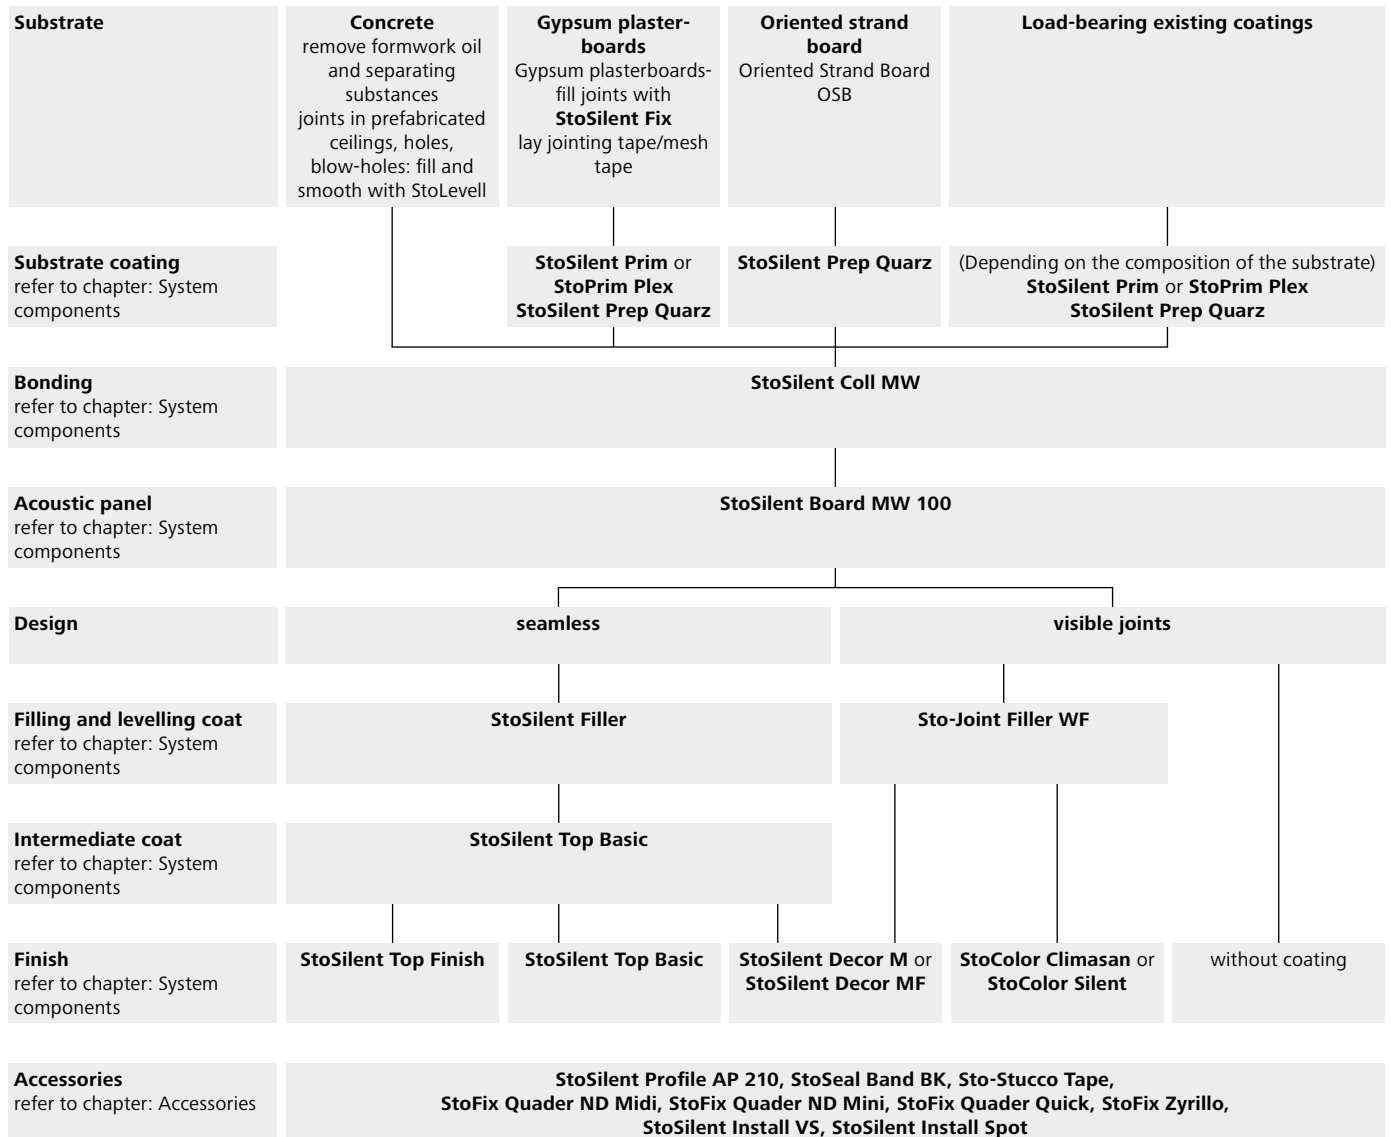 Substrate
Concrete
remove formwork oil
and separating
substances
joints in prefabricated
ceilings, holes,
blow-holes: fill and
smooth with StoLevell
Gypsum plaster-
boards
Gypsum plasterboards-
fill joints with
StoSilent Fix
lay jointing tape/mesh
tape
Oriented strand
board
Oriented Strand Board
OSB
Load-bearing existing coatings
Substrate coating
refer to chapter: System
components
StoSilent Prim or
StoPrim Plex
StoSilent Prep Quarz
StoSilent Prep Quarz
(Depending on the composition of the substrate)
StoSilent Prim or StoPrim Plex
StoSilent Prep Quarz
Bonding
refer to chapter: System
components
StoSilent Coll MW
Acoustic panel
refer to chapter: System
components
StoSilent Board MW 100
Design
seamless
visible joints
Filling and levelling coat
refer to chapter: System
components
StoSilent Filler
Sto-Joint Filler WF
Intermediate coat
refer to chapter: System
components
StoSilent Top Basic
Finish
refer to chapter: System
components
StoSilent Top Finish
StoSilent Top Basic
StoSilent Decor M or
StoSilent Decor MF
StoColor Climasan or
StoColor Silent
without coating
Accessories
refer to chapter: Accessories
StoSilent Profile AP 210, StoSeal Band BK, Sto-Stucco Tape,
StoFix Quader ND Midi, StoFix Quader ND Mini, StoFix Quader Quick, StoFix Zyrillo,
StoSilent Install VS, StoSilent Install Spot